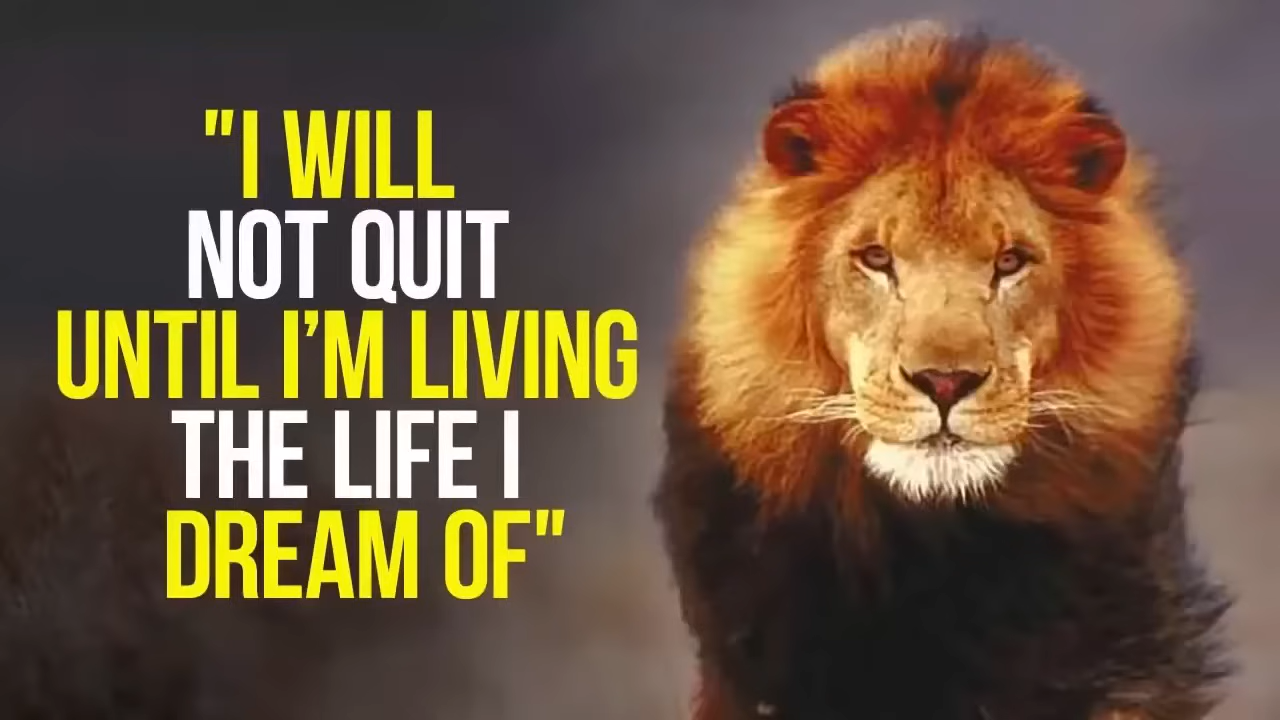 "I WILL
NOT QUIT
UNTIL I’M LIVING
THE LIFE I
DREAM OF"